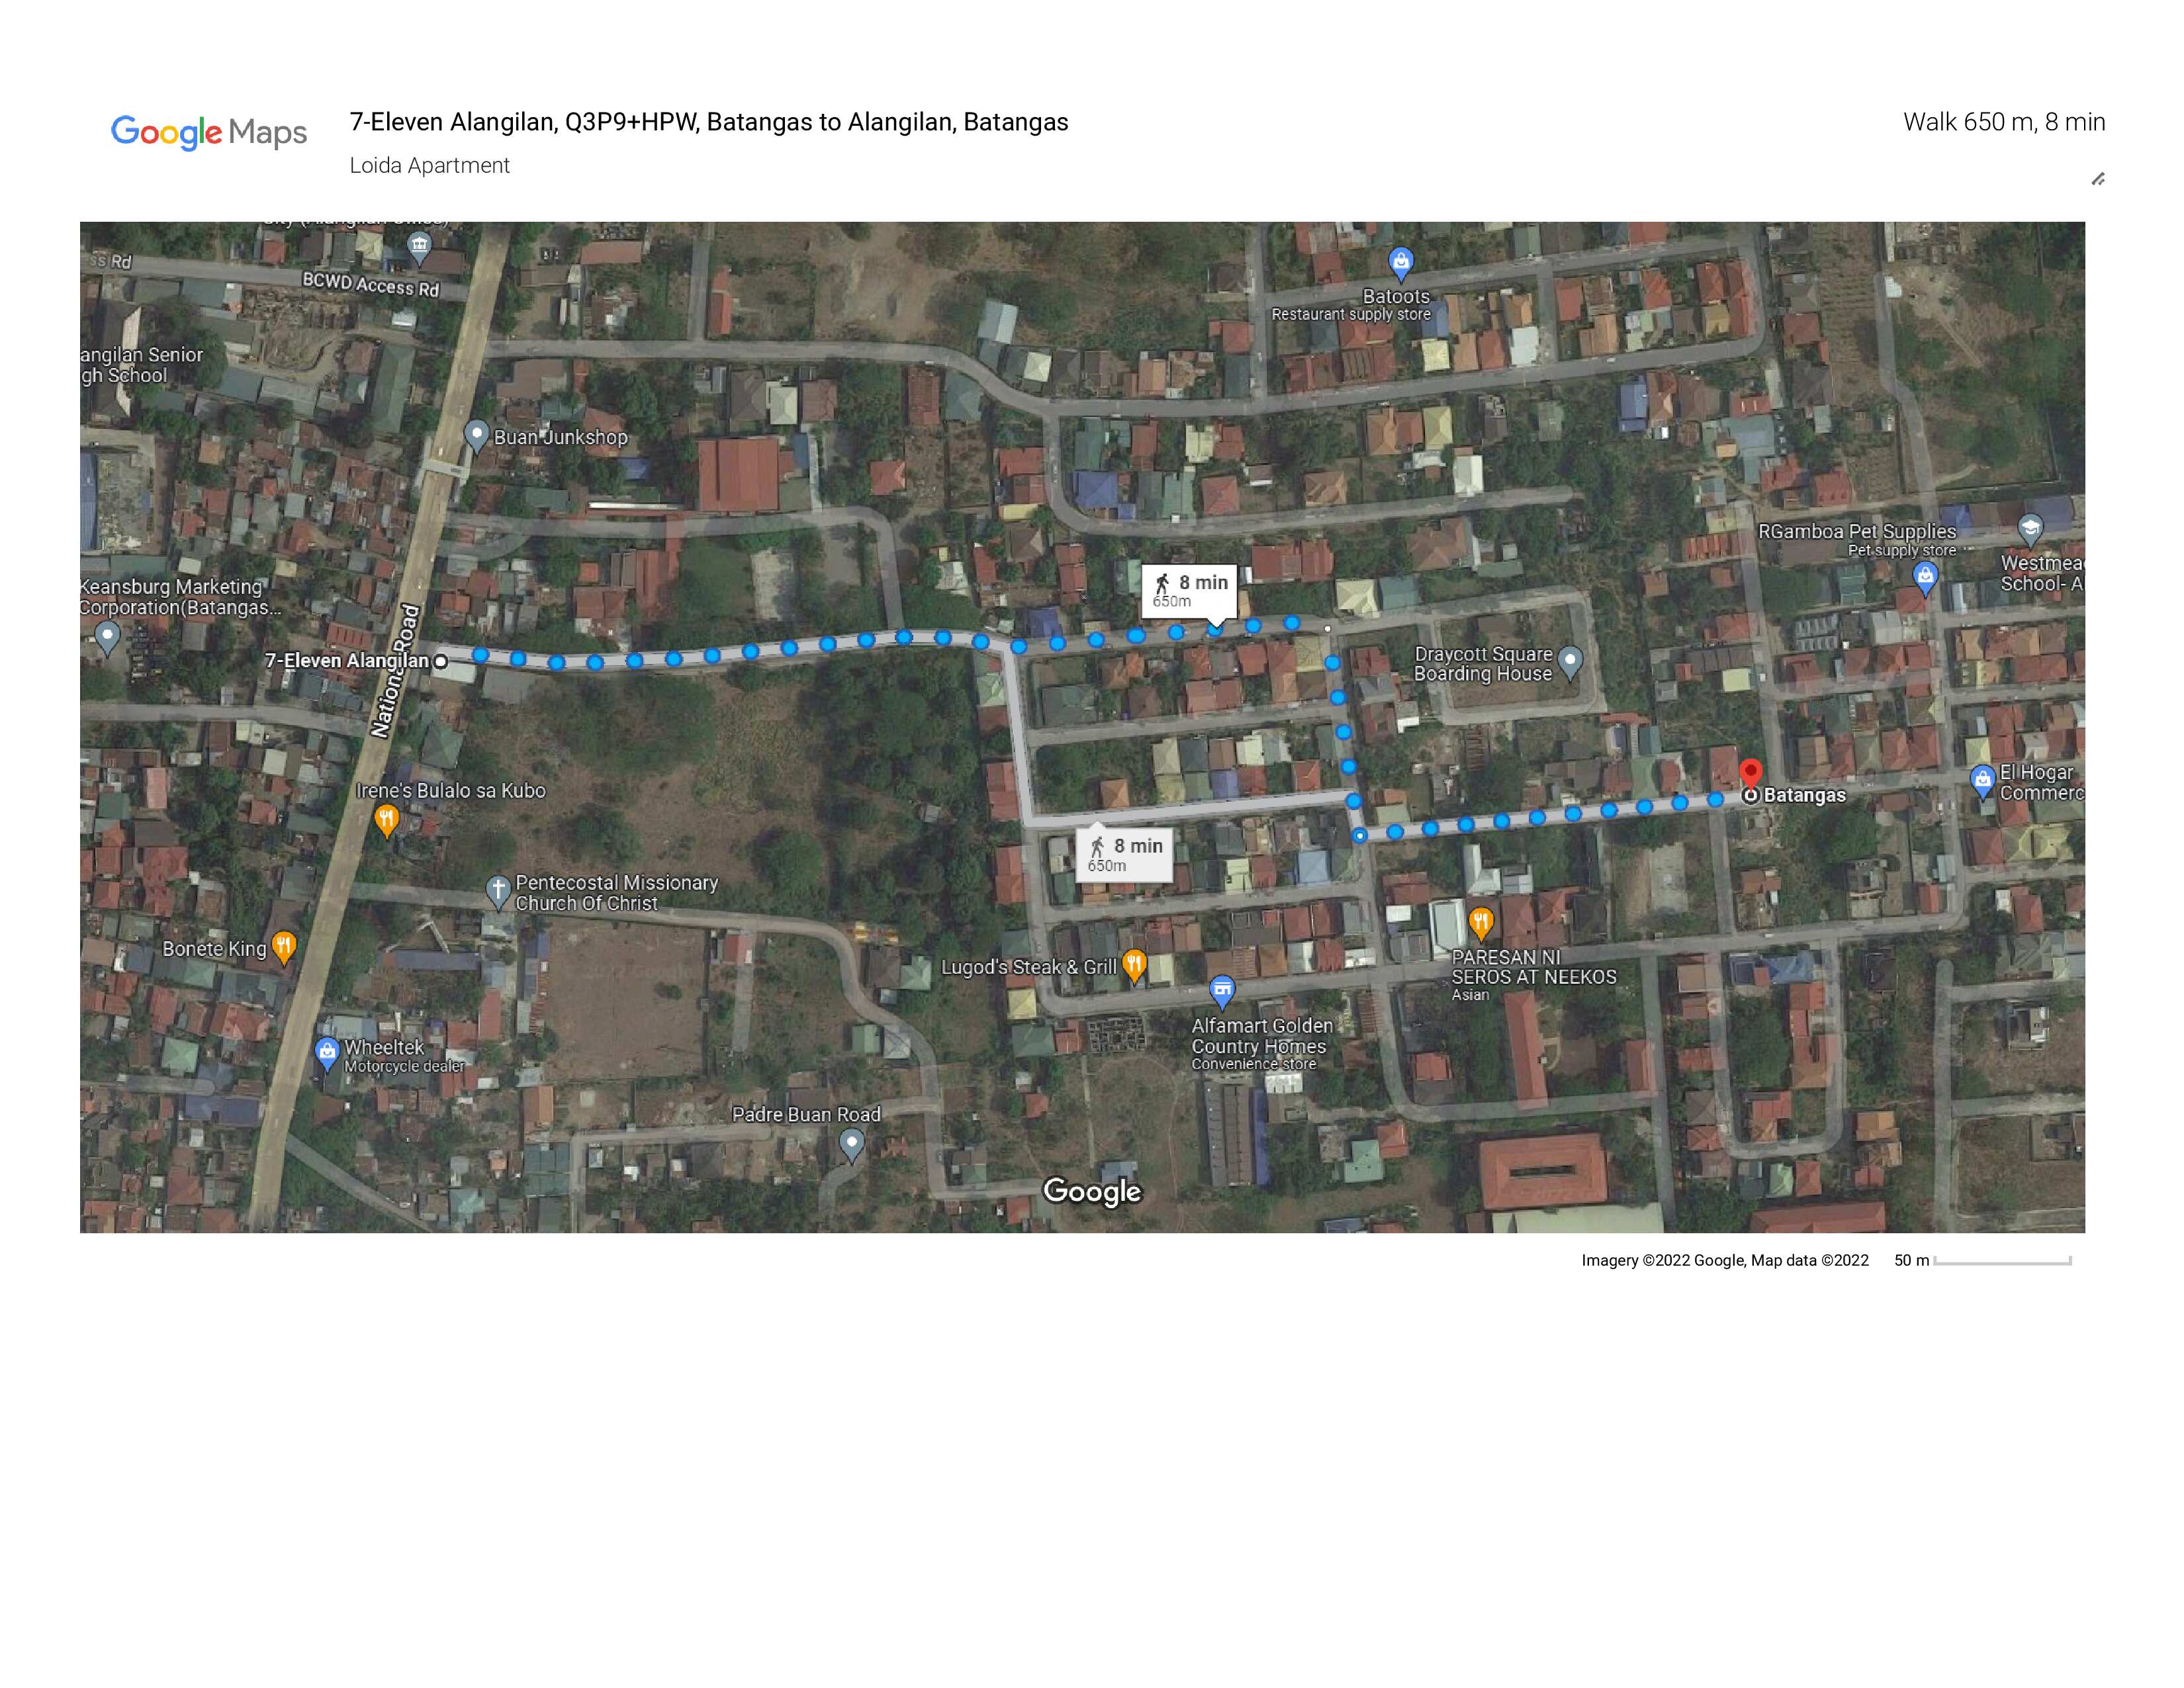 Google Maps
7-Eleven Alangilan, Q3P9+HPW, Batangas to Alangilan, Batangas
Walk 650 m, 8 min
Loida Apartment
ss Rd
BCWD Access Rd
Batoots
Restaurant supply store
angilan Senior
gh School
Buan Junkshop
RGamboa Pet Supplies
Pet supply store
Westmea
School- A
Keansburg Marketing
Corporation(Batangas...
8 min
650m
National Road
7-Eleven Alangilan
Draycott Square
Boarding House
Irene's Bulalo sa Kubo
El Hogar
Commerc
Batangas
8 min
650m
Pentecostal Missionary
Church Of Christ
Bonete King
Lugod's Steak & Grill
PARESAN NI
SEROS AT NEEKOS
Asian
Alfamart Golden
Country Homes
Convenience store
Wheeltek
Motorcycle dealer
Padre Buan Road
Google
Imagery ©2022 Google, Map data ©2022
50 m